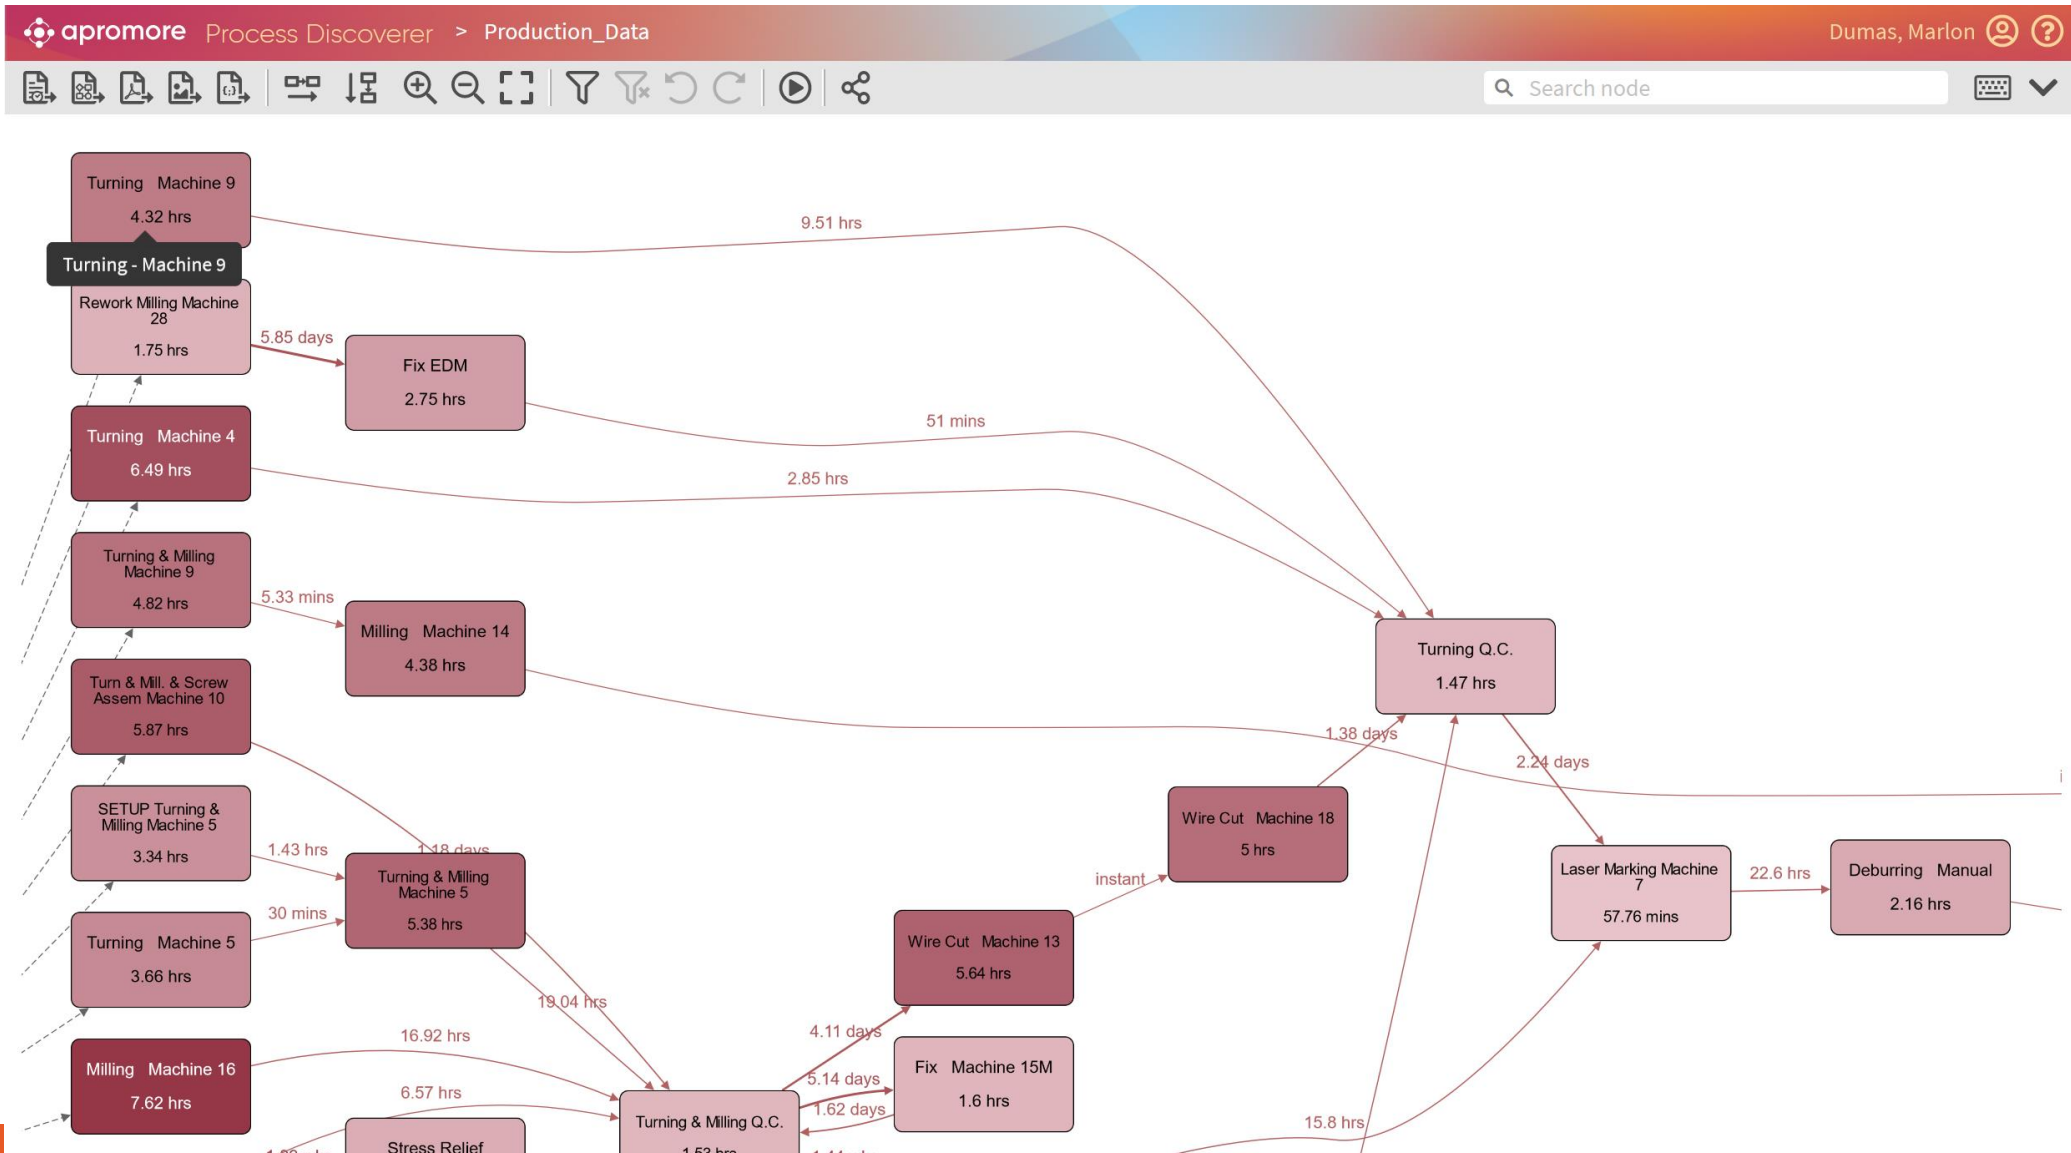 apromore Process Discoverer > Production_Data
Dumas, Marlon
Search node
Turning Machine 9
4.32 hrs
9.51 hrs
Turning - Machine 9
Rework Milling Machine
28
1.75 hrs
5.85 days
Fix EDM
2.75 hrs
51 mins
Turning Machine 4
6.49 hrs
2.85 hrs
Turning & Milling
Machine 9
4.82 hrs
5.33 mins
Milling Machine 14
4.38 hrs
Turning Q.C.
1.47 hrs
Turn & Mill. & Screw
Assem Machine 10
5.87 hrs
1.38 days
2.24 days
SETUP Turning &
Milling Machine 5
3.34 hrs
1.43 hrs
1.18 days
Turning & Milling
Machine 5
5.38 hrs
30 mins
Turning Machine 5
3.66 hrs
Wire Cut Machine 18
5 hrs
instant
Laser Marking Machine
7
57.76 mins
22.6 hrs
Deburring Manual
2.16 hrs
Wire Cut Machine 13
5.64 hrs
19.04 hrs
4.11 days
Milling Machine 16
7.62 hrs
16.92 hrs
6.57 hrs
5.14 days
1.62 days
Fix Machine 15M
1.6 hrs
Turning & Milling Q.C.
1.53 hrs
Stress Relief
15.8 hrs